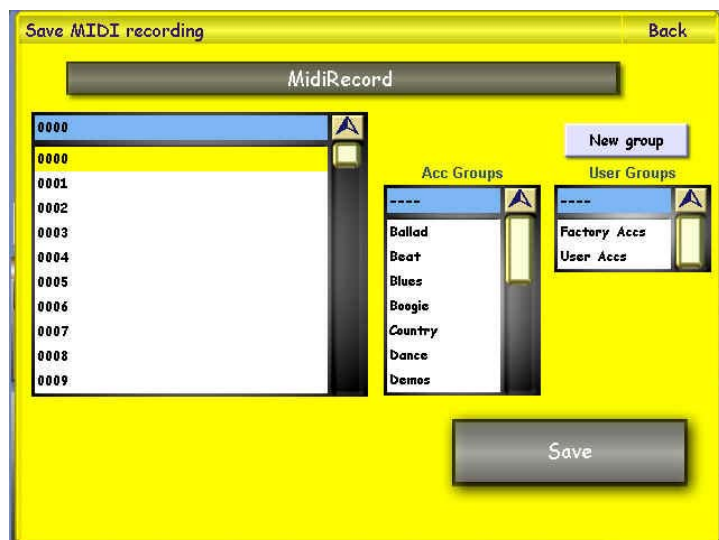 Save MIDI recording
Back
MidiRecord
0000
0000
0001
0002
0003
0004
0005
0006
0007
0008
0009
Acc Groups
----
Ballad
Beat
Blues
Boogie
Country
Dance
Demos
New group
User Groups
----
Factory Accs
User Accs
Save